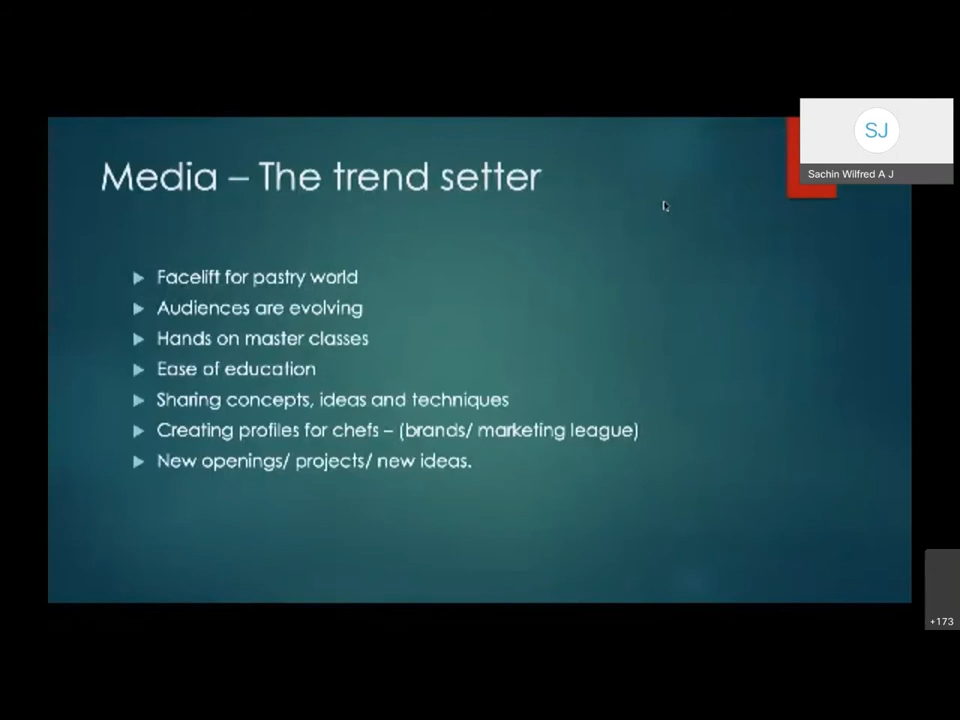 Media – The trend setter
SJ
Sachin Wilfred A J
Facelift for pastry world
Audiences are evolving
Hands on master classes
Ease of education
Sharing concepts, ideas and techniques
Creating profiles for chefs – (brands/ marketing league)
New openings/ projects/ new ideas.
+173